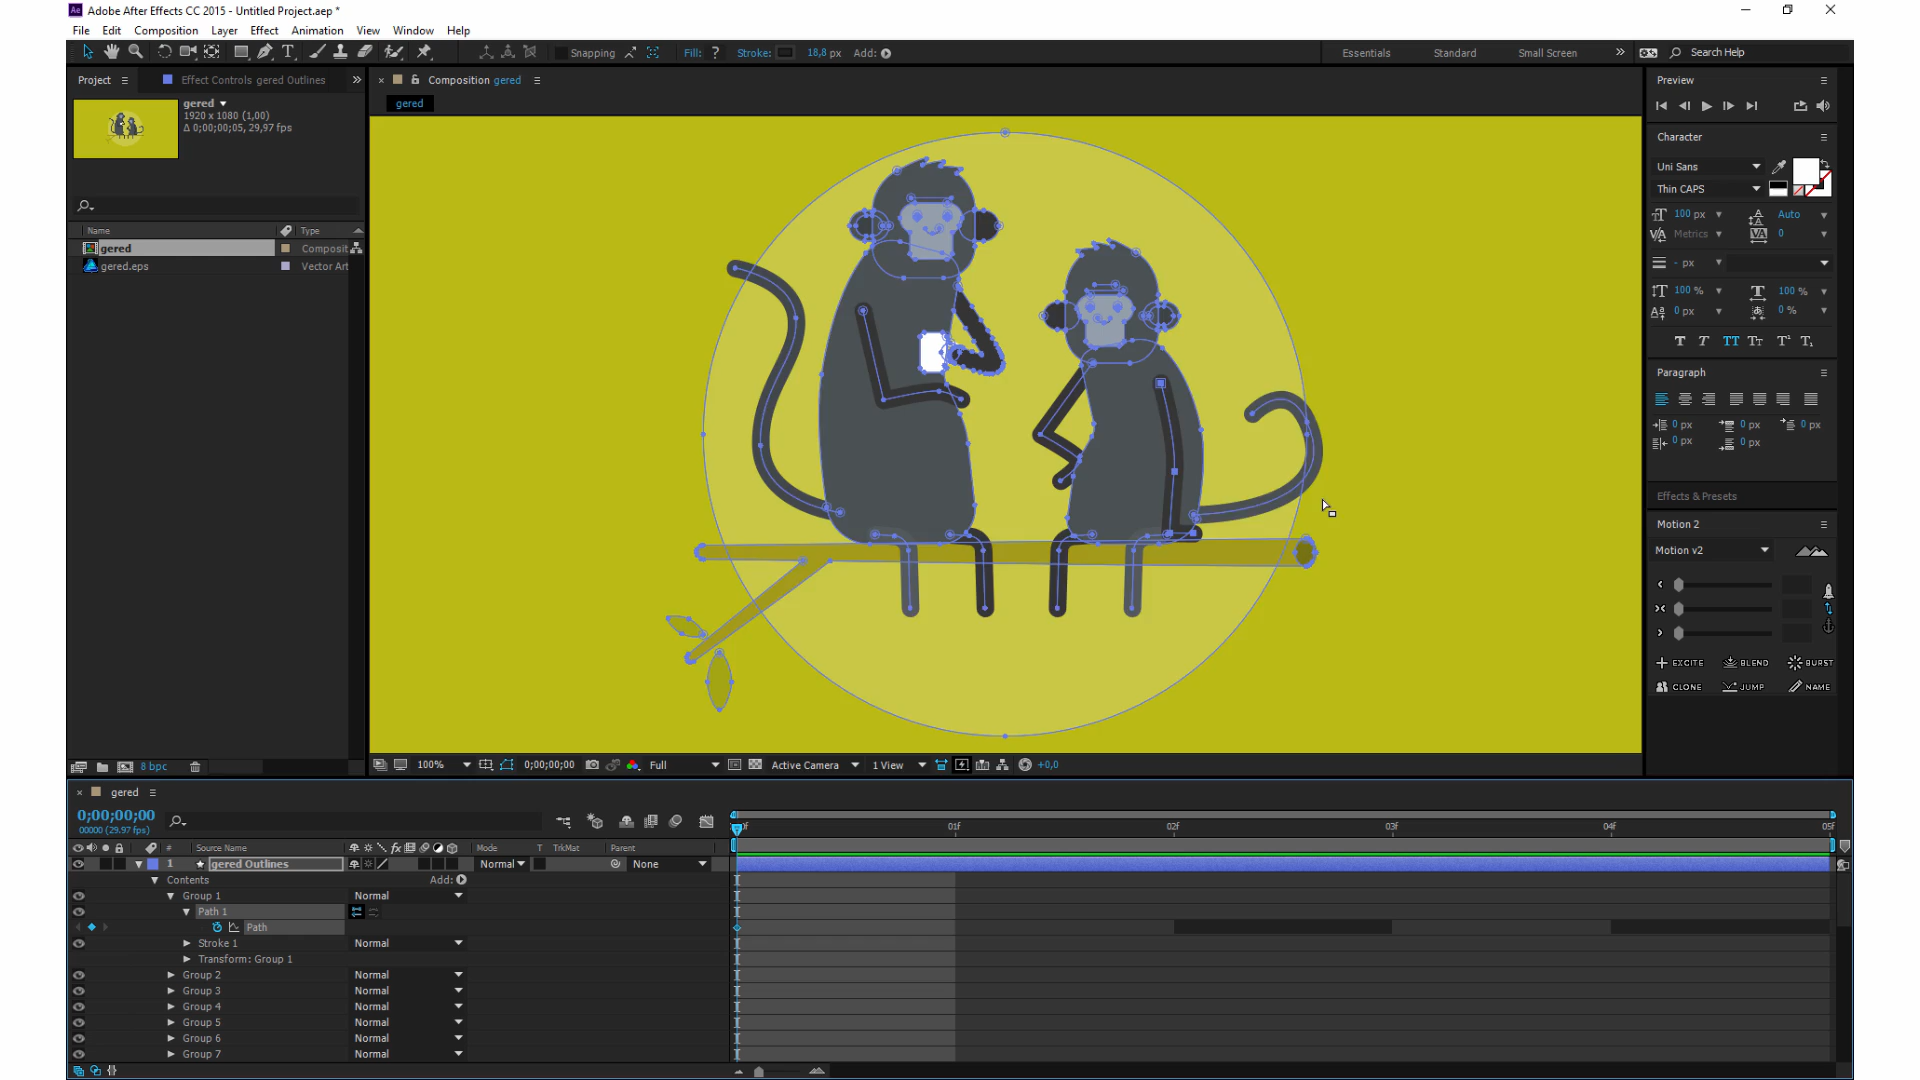 Adobe After Effects CC 2015 - Untitled Project.aep *
File Edit Composition Layer Effect Animation View Window Help
Snapping Fill: ? Stroke: 18,8 px Add: Essentials Standard Small Screen Search Help
Project Effect Controls gered Outlines
Composition gered
gered
gered
1920 x 1080 (1,00)
Δ 0;00;00;05, 29,97 fps
Name Type
gered Composit
gered.eps Vector Art
8 bpc
100% 0;00;00;00 Full Active Camera 1 View +0,0
Preview
Character
Uni Sans
Thin CAPS
100 px Auto
Metrics 0
- px
100 % 100 %
0 px 0 %
T T TT Tt T¹ T₁
Paragraph
0 px 0 px 0 px
0 px 0 px
Effects & Presets
Motion 2
Motion v2
EXCITE BLEND BURST
CLONE JUMP NAME
gered
0;00;00;00
00000 (29.97 fps)
# Source Name Mode T TrkMat Parent
1 gered Outlines Normal None
Contents Add:
Group 1 Normal
Path 1
Path
Stroke 1 Normal
Transform: Group 1
Group 2 Normal
Group 3 Normal
Group 4 Normal
Group 5 Normal
Group 6 Normal
Group 7 Normal
01f 02f 03f 04f 05f